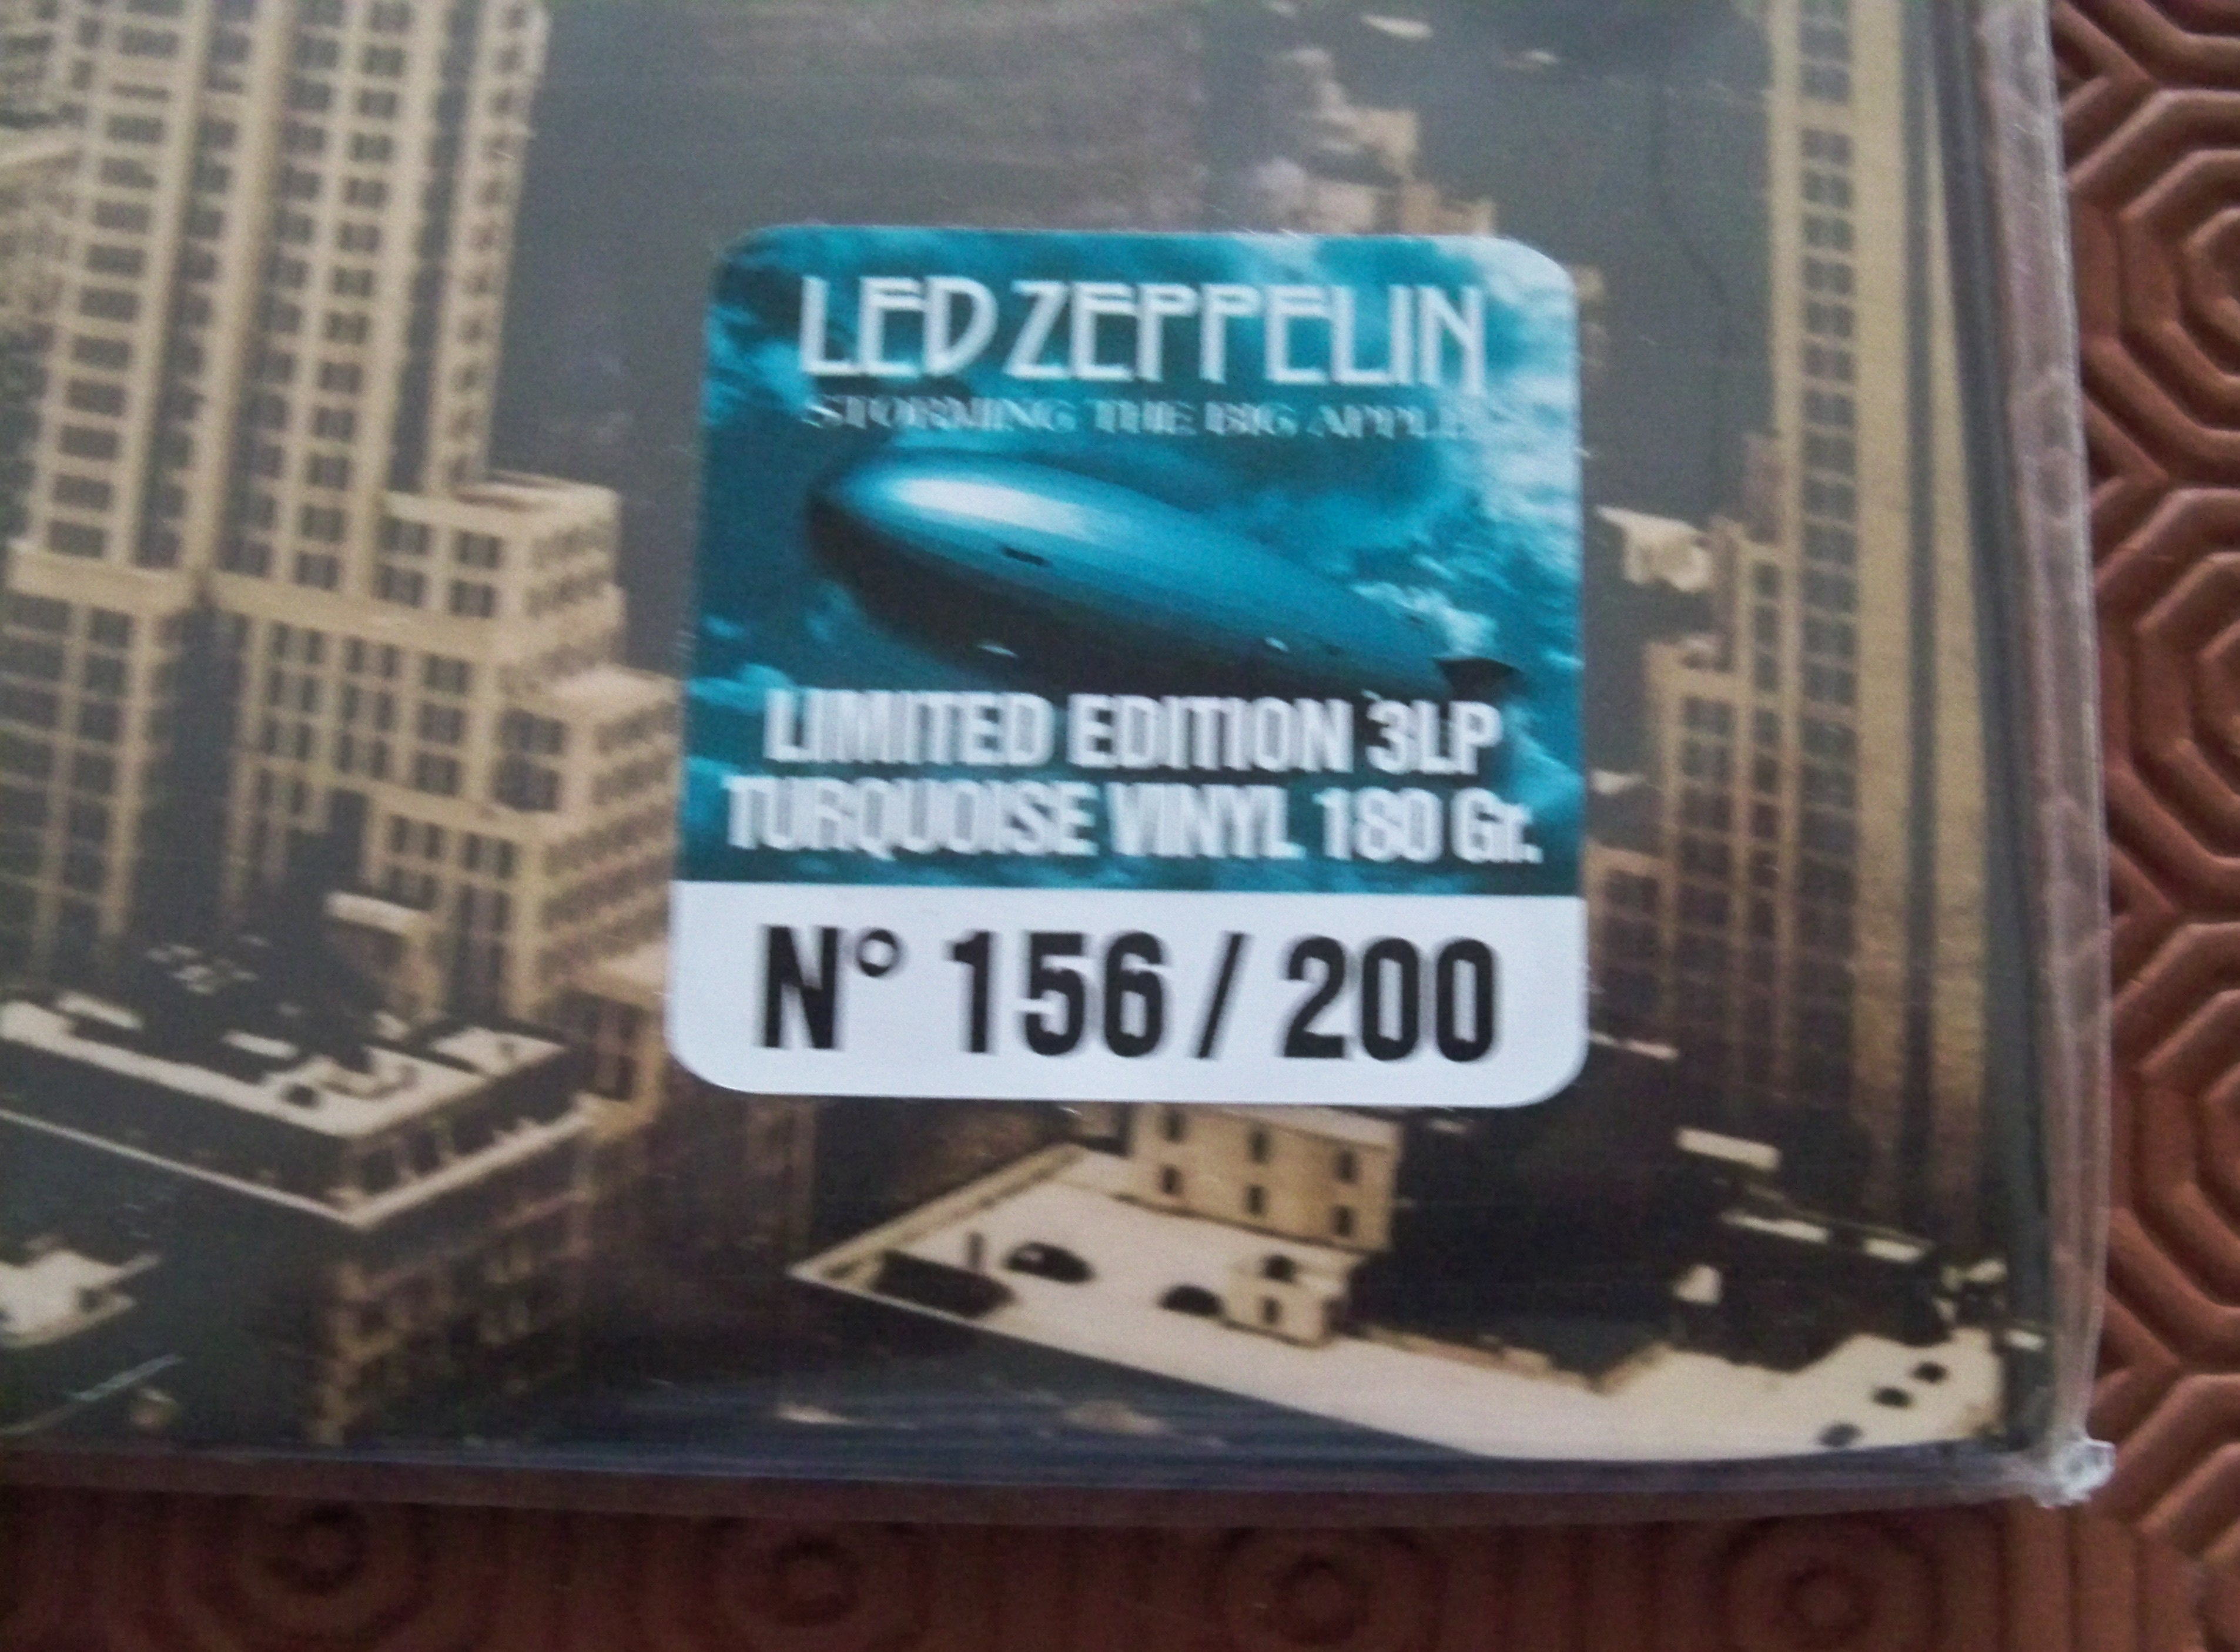 LED ZEPPELIN
STORMING THE BIG APPLE
LIMITED EDITION 3LP
TURQUOISE VINYL 180 Gr.
N° 156 / 200